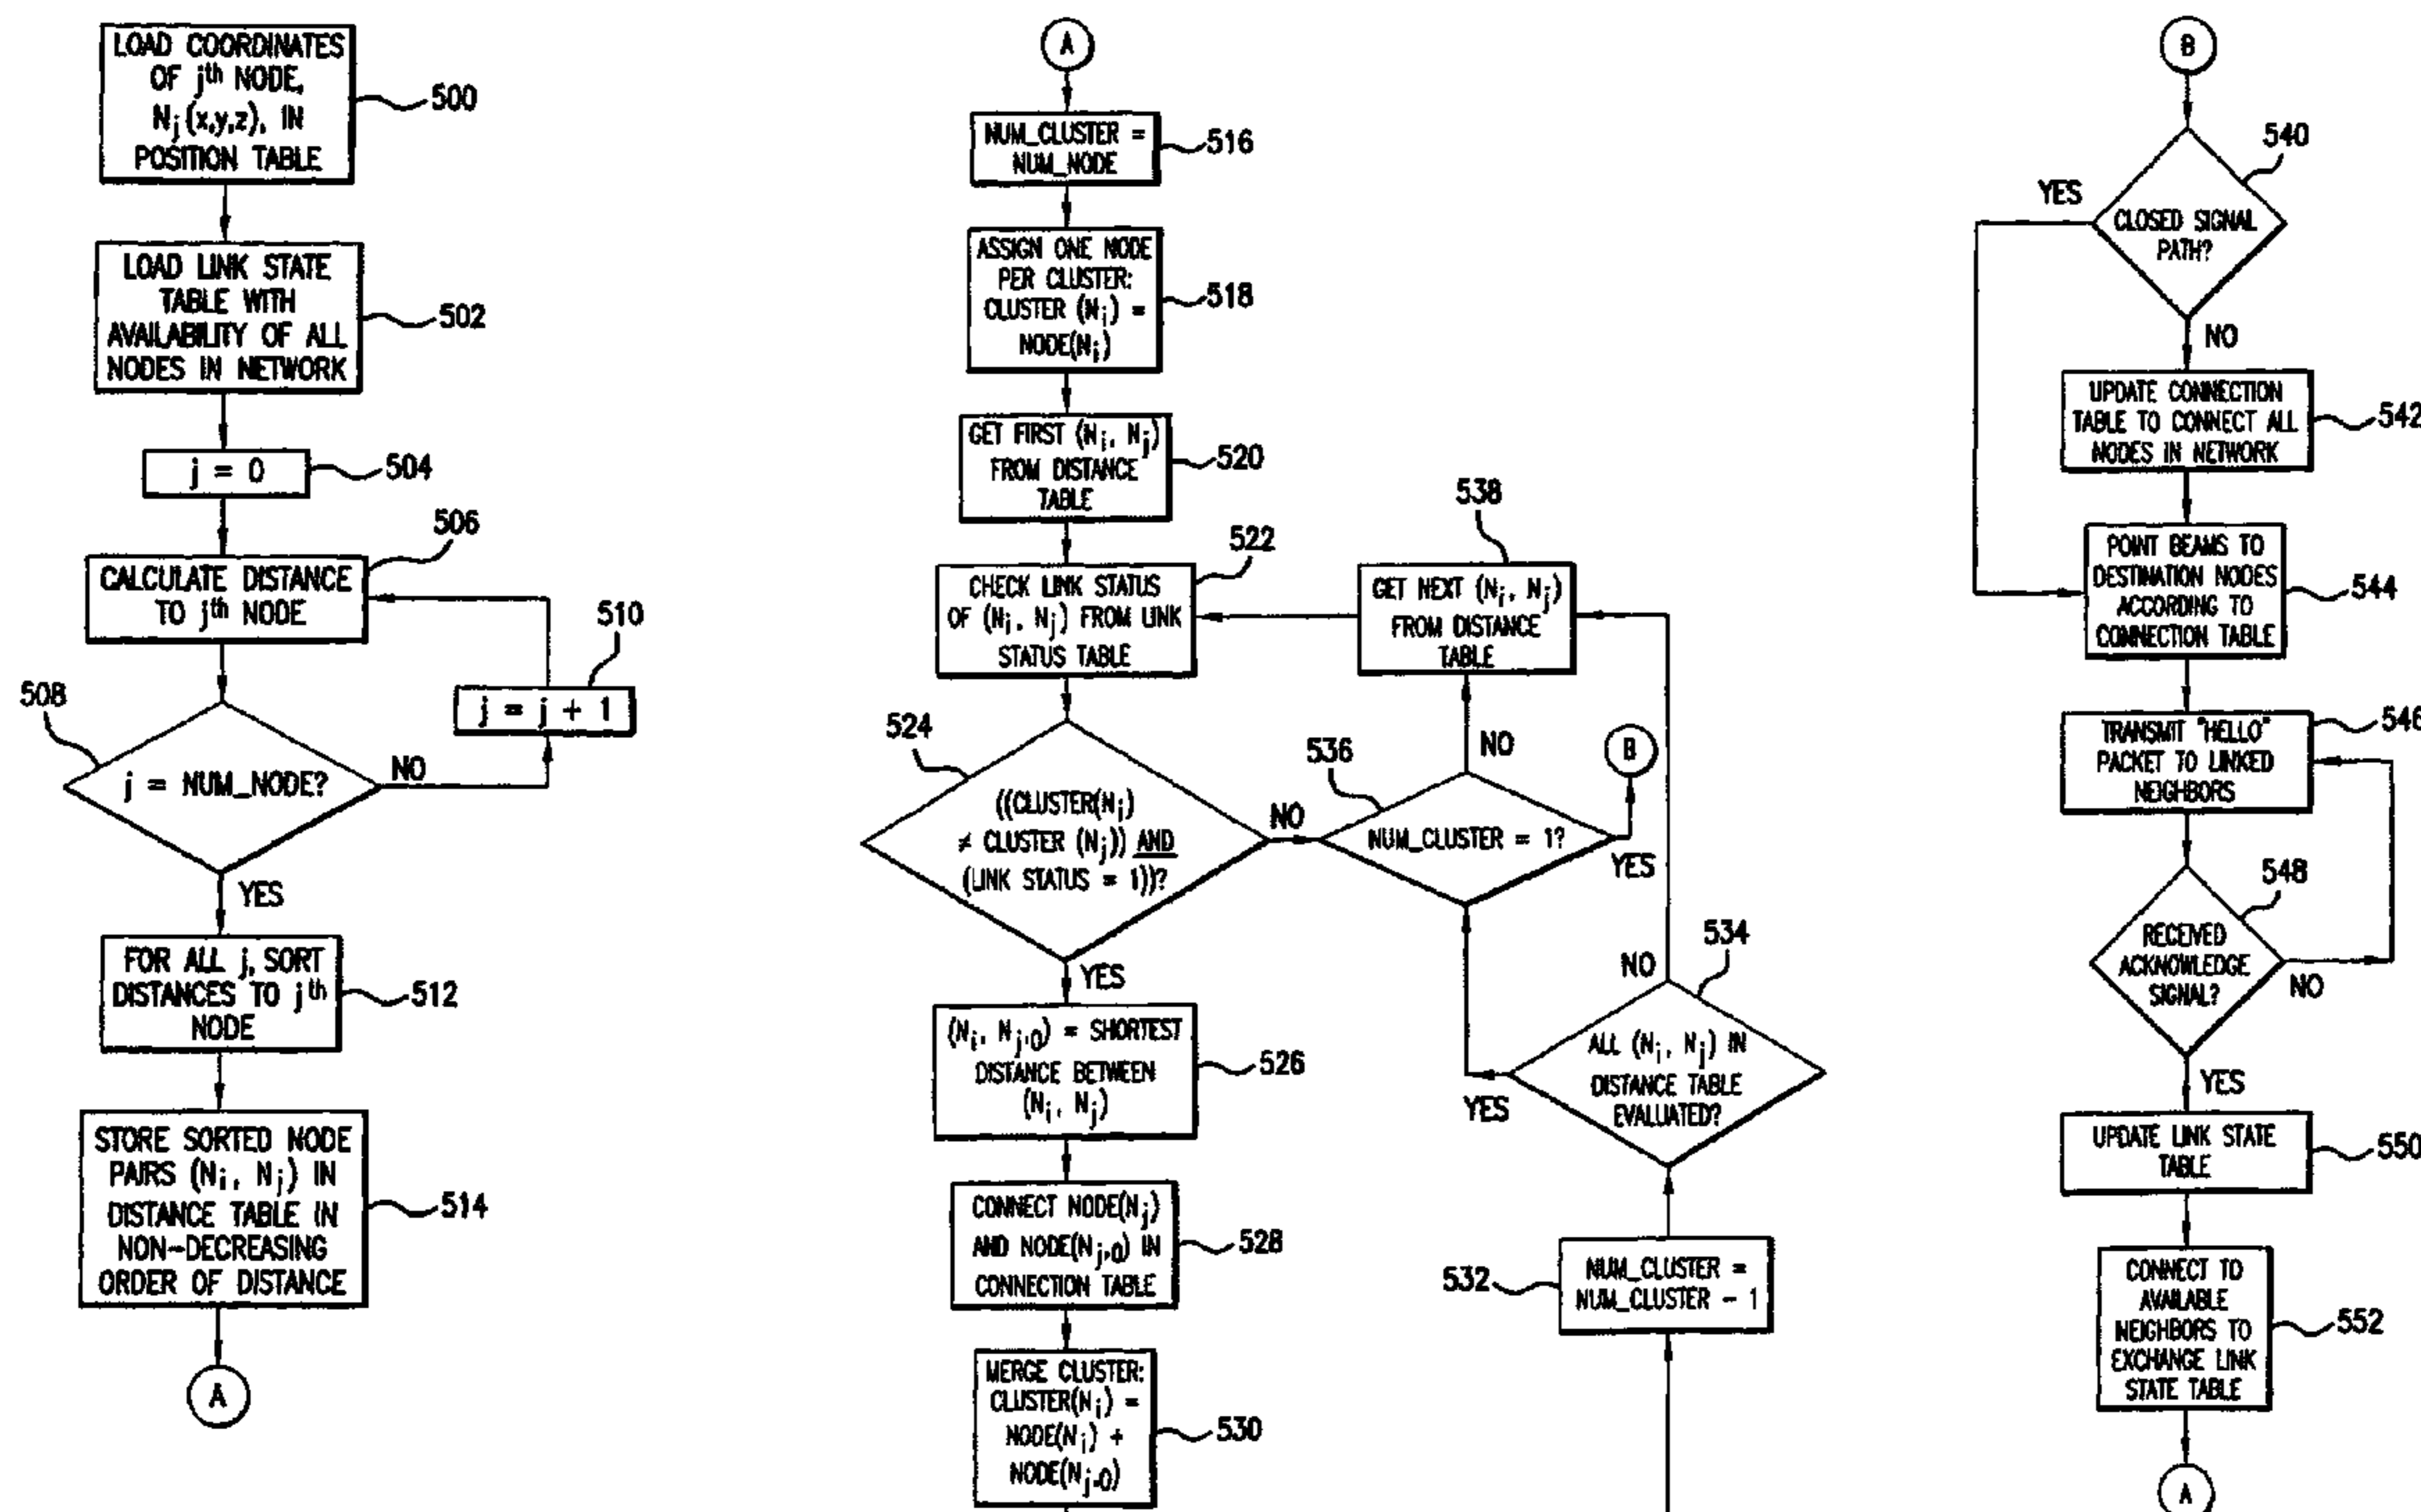 LOAD COORDINATES
OF jth NODE,
Nj(x,y,z), IN
POSITION TABLE
500
LOAD LINK STATE
TABLE WITH
AVAILABILITY OF ALL
NODES IN NETWORK
502
j = 0
504
506
CALCULATE DISTANCE
TO jth NODE
510
j = j + 1
508
j = NUM_NODE?
NO
YES
FOR ALL j, SORT
DISTANCES TO jth
NODE
512
STORE SORTED NODE
PAIRS (Ni, Nj) IN
DISTANCE TABLE IN
NON-DECREASING
ORDER OF DISTANCE
514
A
A
NUM_CLUSTER =
NUM_NODE
516
ASSIGN ONE NODE
PER CLUSTER:
CLUSTER (Ni) =
NODE(Ni)
518
GET FIRST (Ni, Nj)
FROM DISTANCE
TABLE
520
522
CHECK LINK STATUS
OF (Ni, Nj) FROM LINK
STATUS TABLE
538
GET NEXT (Ni, Nj)
FROM DISTANCE
TABLE
524
((CLUSTER(Ni)
≠ CLUSTER (Nj)) AND
(LINK STATUS = 1))?
NO
YES
536
NUM_CLUSTER = 1?
NO
YES
B
(Ni, Nj,0) = SHORTEST
DISTANCE BETWEEN
(Ni, Nj)
526
534
ALL (Ni, Nj) IN
DISTANCE TABLE
EVALUATED?
NO
YES
CONNECT NODE(Nj)
AND NODE(Nj,0) IN
CONNECTION TABLE
528
532
NUM_CLUSTER =
NUM_CLUSTER - 1
MERGE CLUSTER:
CLUSTER(Ni) =
NODE(Ni) +
NODE(Nj,0)
530
B
540
CLOSED SIGNAL
PATH?
YES
NO
UPDATE CONNECTION
TABLE TO CONNECT ALL
NODES IN NETWORK
542
POINT BEAMS TO
DESTINATION NODES
ACCORDING TO
CONNECTION TABLE
544
546
TRANSMIT "HELLO"
PACKET TO LINKED
NEIGHBORS
548
RECEIVED
ACKNOWLEDGE
SIGNAL?
NO
YES
UPDATE LINK STATE
TABLE
550
CONNECT TO
AVAILABLE
NEIGHBORS TO
EXCHANGE LINK
STATE TABLE
552
A